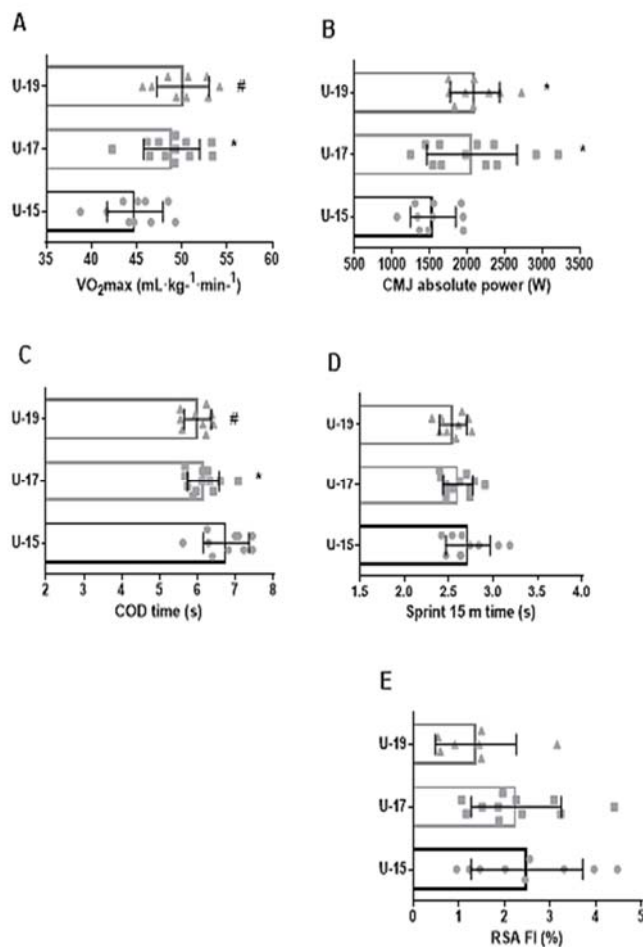 A
U-19
#
U-17
*
U-15
35 40 45 50 55 60
VO₂max (mL·kg-¹·min-¹)
B
U-19
*
U-17
*
U-15
500 1000 1500 2000 2500 3000 3500
CMJ absolute power (W)
C
U-19
#
U-17
*
U-15
2 3 4 5 6 7 8
COD time (s)
D
U-19
U-17
U-15
1.5 2.0 2.5 3.0 3.5 4.0
Sprint 15 m time (s)
E
U-19
U-17
U-15
0 1 2 3 4 5
RSA FI (%)